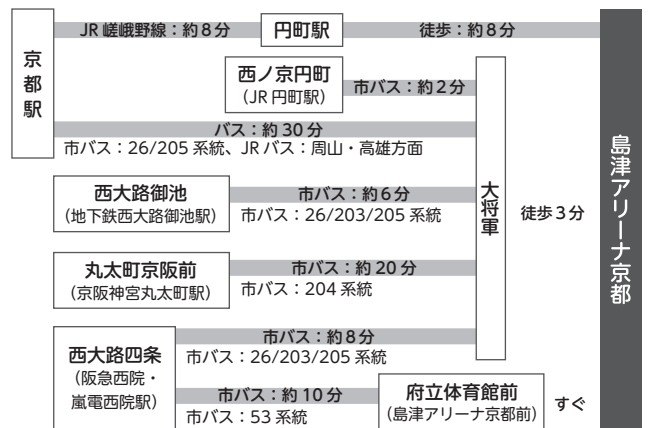 JR 嵯峨野線：約8分
円町駅
徒歩：約8分
京都駅
西ノ京円町
（JR 円町駅）
市バス：約2分
バス：約30分
市バス：26/205 系統、JR バス：周山・高雄方面
西大路御池
（地下鉄西大路御池駅）
市バス：約6分
市バス：26/203/205 系統
大将軍
徒歩3分
島津アリーナ京都
丸太町京阪前
（京阪神宮丸太町駅）
市バス：約20分
市バス：204 系統
西大路四条
（阪急西院・
嵐電西院駅）
市バス：約8分
市バス：26/203/205 系統
市バス：約10分
市バス：53 系統
府立体育館前
（島津アリーナ京都前）
すぐ